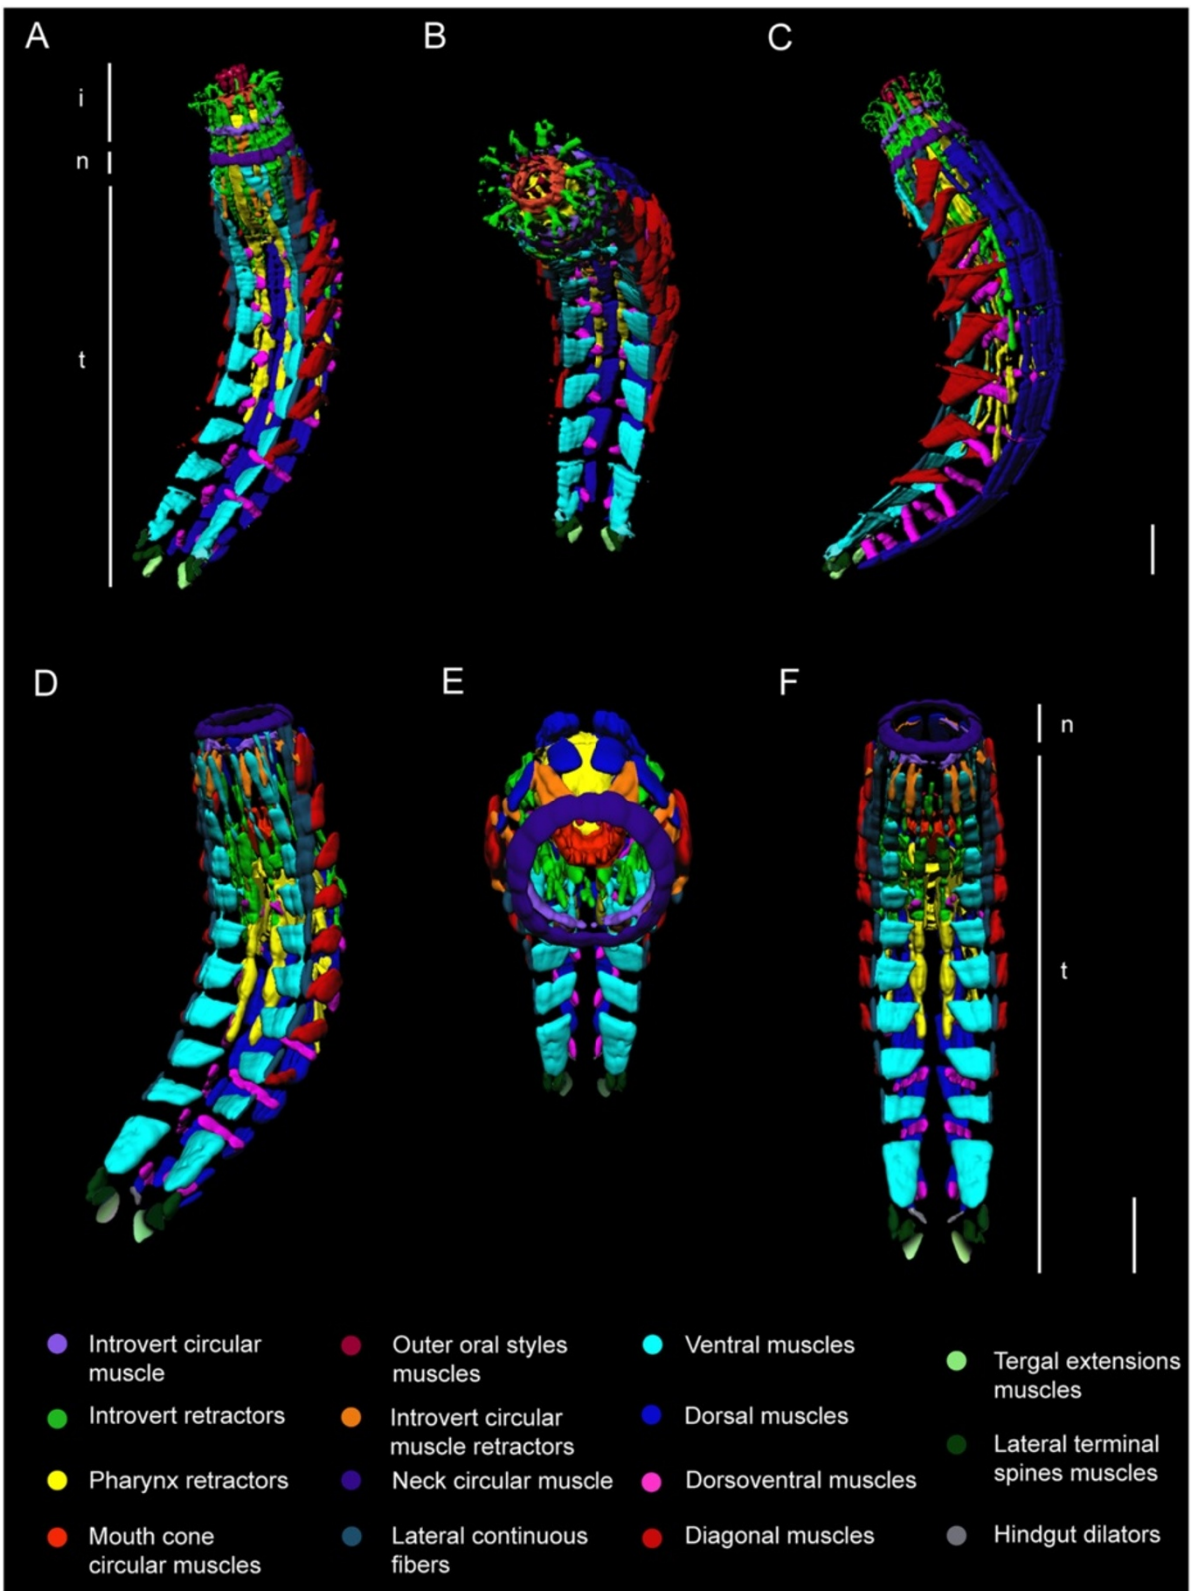 A
B
C
i
n
t
D
E
F
n
t
Introvert circular
muscle
Introvert retractors
Pharynx retractors
Mouth cone
circular muscles
Outer oral styles
muscles
Introvert circular
muscle retractors
Neck circular muscle
Lateral continuous
fibers
Ventral muscles
Dorsal muscles
Dorsoventral muscles
Diagonal muscles
Tergal extensions
muscles
Lateral terminal
spines muscles
Hindgut dilators